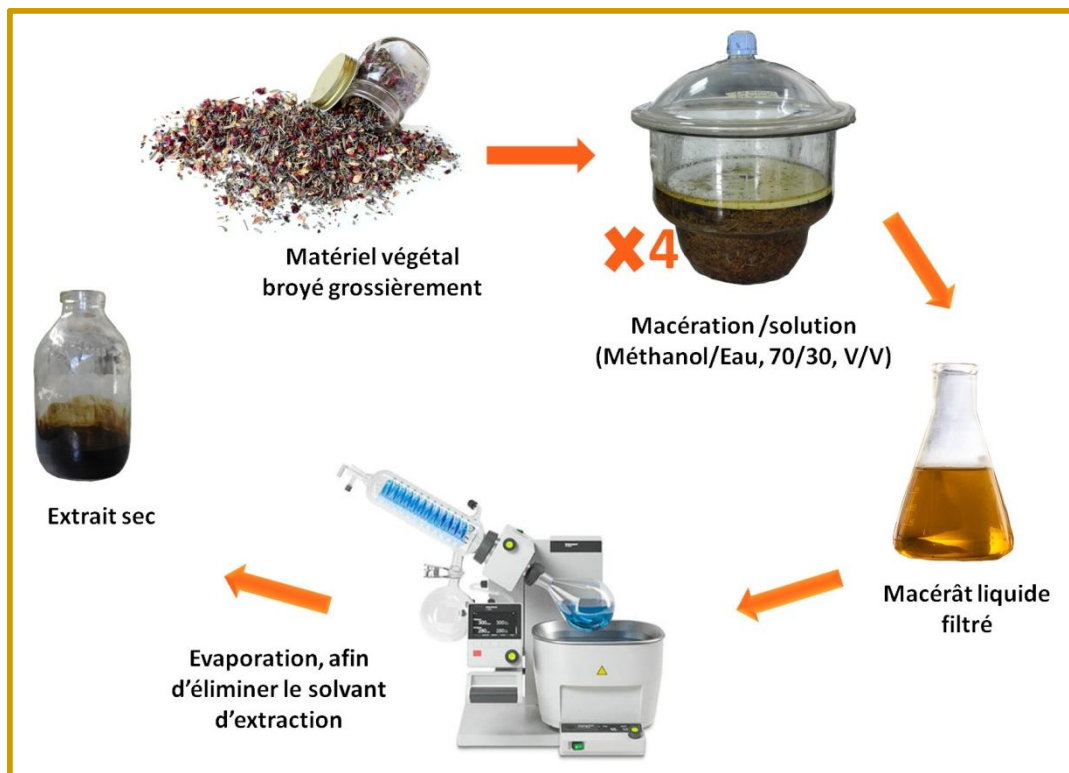 Matériel végétal
broyé grossièrement
✖4
Macération /solution
(Méthanol/Eau, 70/30, V/V)
Macérât liquide
filtré
Evaporation, afin
d’éliminer le solvant
d’extraction
Extrait sec